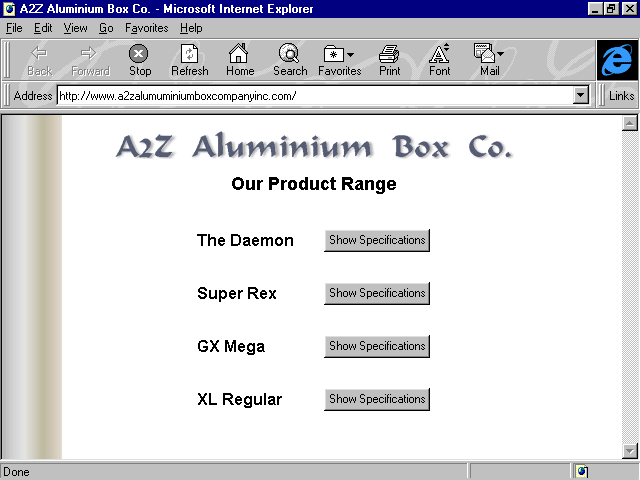 A2Z Aluminium Box Co. - Microsoft Internet Explorer
File Edit View Go Favorites Help
Back Forward Stop Refresh Home Search Favorites Print Font Mail
Address http://www.a2zalumuminiumboxcompanyinc.com/ Links
A2Z Aluminium Box Co.
Our Product Range
The Daemon Show Specifications
Super Rex Show Specifications
GX Mega Show Specifications
XL Regular Show Specifications
Done